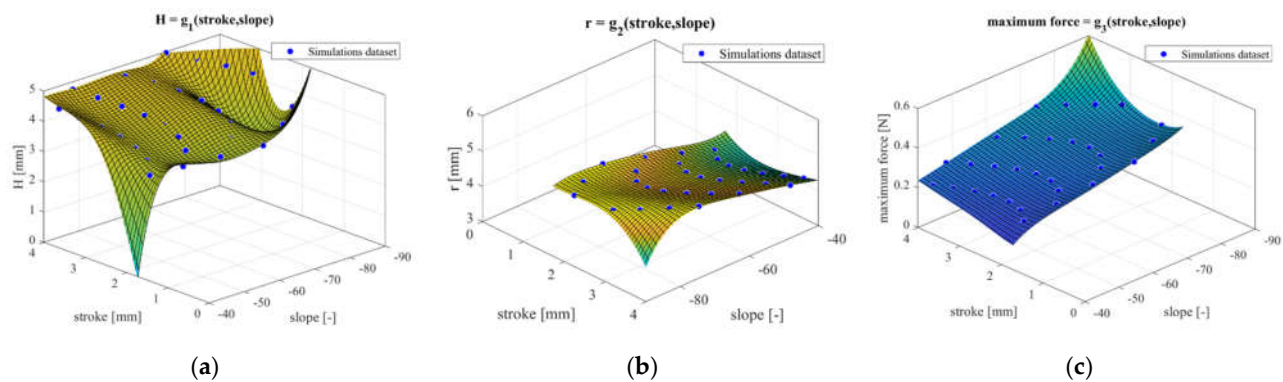 H = g1(stroke,slope)
Simulations dataset
5
4
3
2
1
0
H [mm]
4
3
2
1
0
stroke [mm]
-40
-50
-60
-70
-80
-90
slope [-]
(a)
r = g2(stroke,slope)
Simulations dataset
6
5
4
3
r [mm]
0
1
2
3
4
stroke [mm]
-80
-60
-40
slope [-]
(b)
maximum force = g3(stroke,slope)
Simulations dataset
0.6
0.4
0.2
0
maximum force [N]
4
3
2
1
0
stroke [mm]
-40
-50
-60
-70
-80
-90
slope [-]
(c)